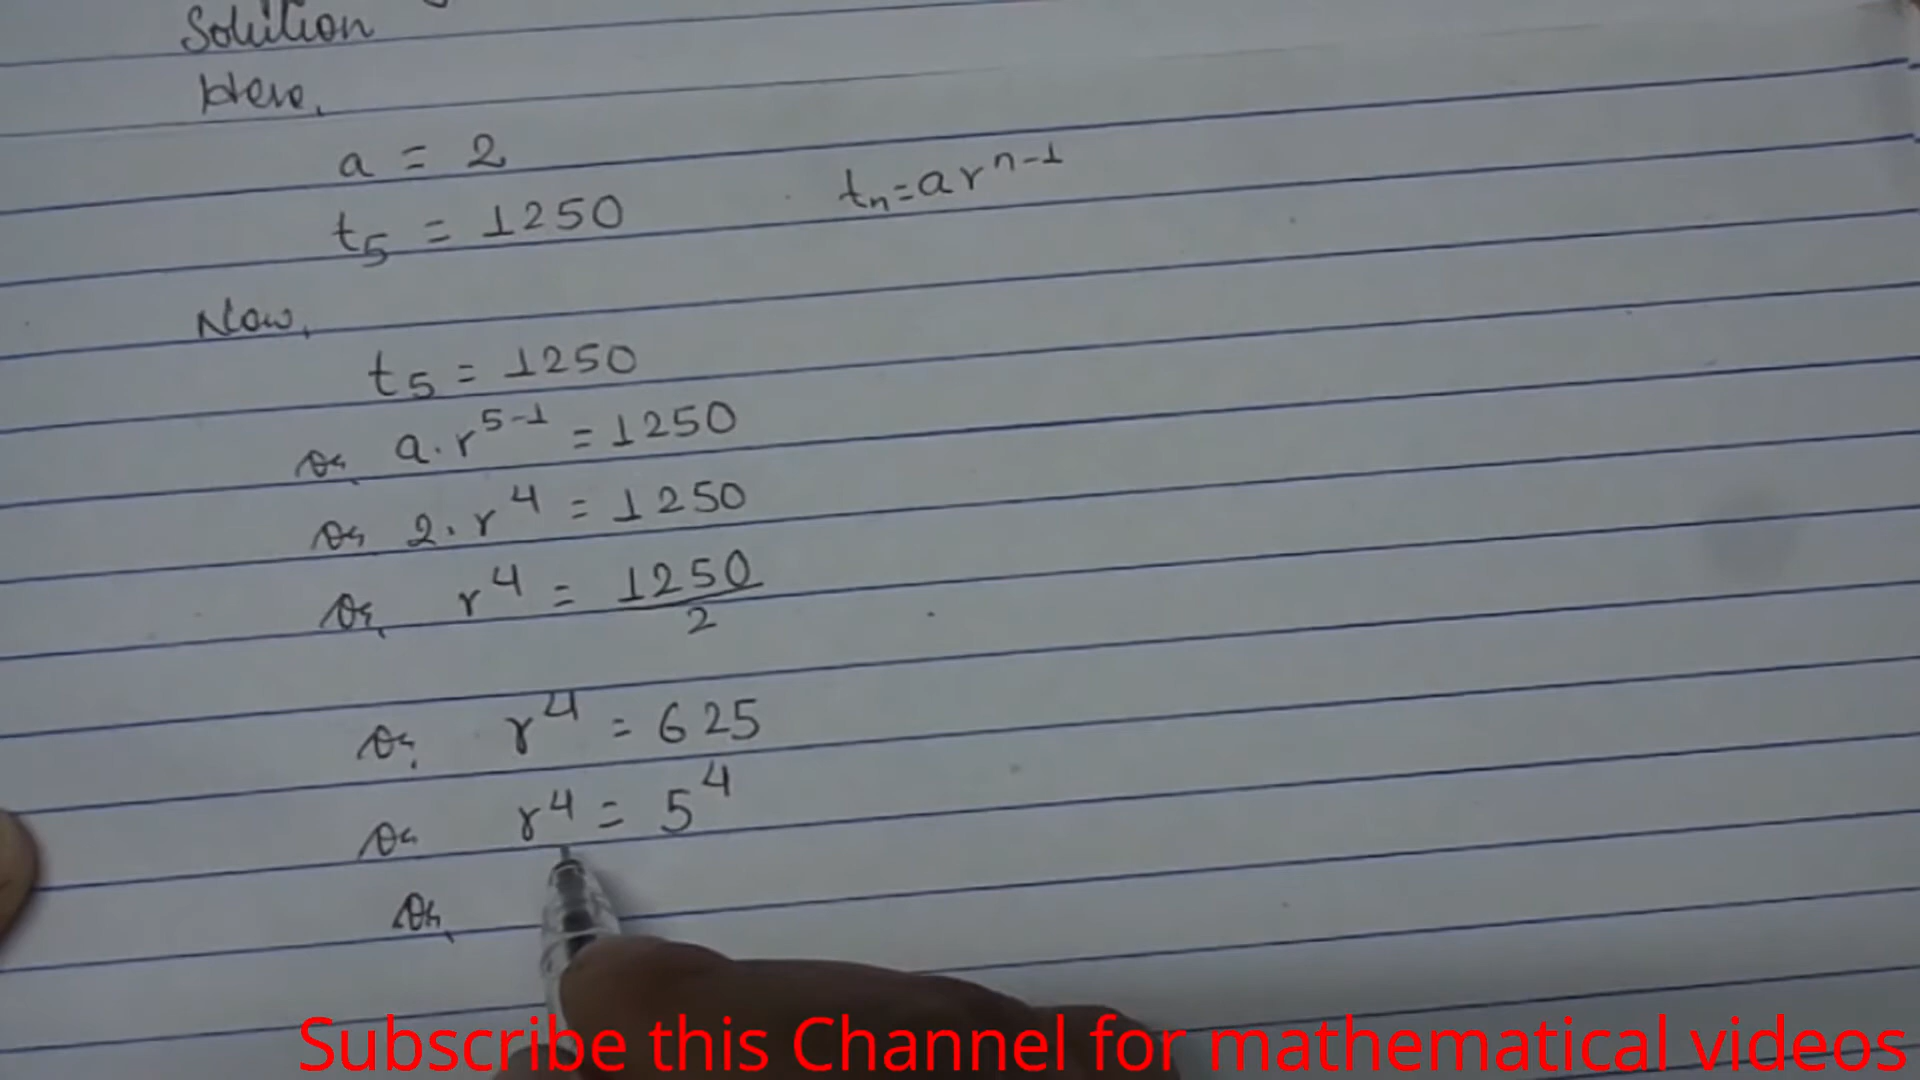 Solution
Here,
a = 2
t₅ = 1250
tₙ = arⁿ⁻¹
Now,
t₅ = 1250
or, a·r⁵⁻¹ = 1250
or 2·r⁴ = 1250
or, r⁴ = 1250/2
or, r⁴ = 625
or r⁴ = 5⁴
or,
Subscribe this Channel for mathematical videos